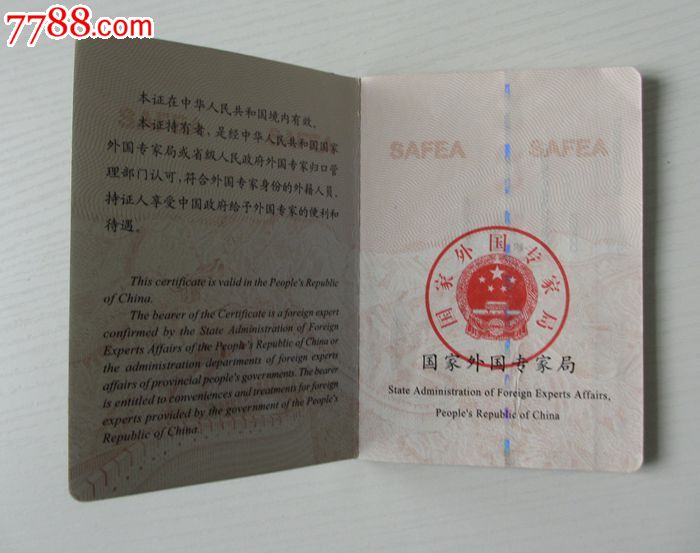 7788.com
本证在中华人民共和国境内有效。
本证持有者，是经中华人民共和国国家
外国专家局或省级人民政府外国专家归口管
理部门认可，符合外国专家身份的外籍人员。
持证人享受中国政府给予外国专家的便利和
待遇。
This certificate is valid in the People's Republic
of China.
The bearer of the Certificate is a foreign expert
confirmed by the State Administration of Foreign
Experts Affairs of the People's Republic of China or
the administration departments of foreign experts
affairs of provincial people's governments. The bearer
is entitled to conveniences and treatments for foreign
experts provided by the government of the People's
Republic of China.
SAFEA SAFEA
国家外国专家局
国家外国专家局
State Administration of Foreign Experts Affairs,
People's Republic of China